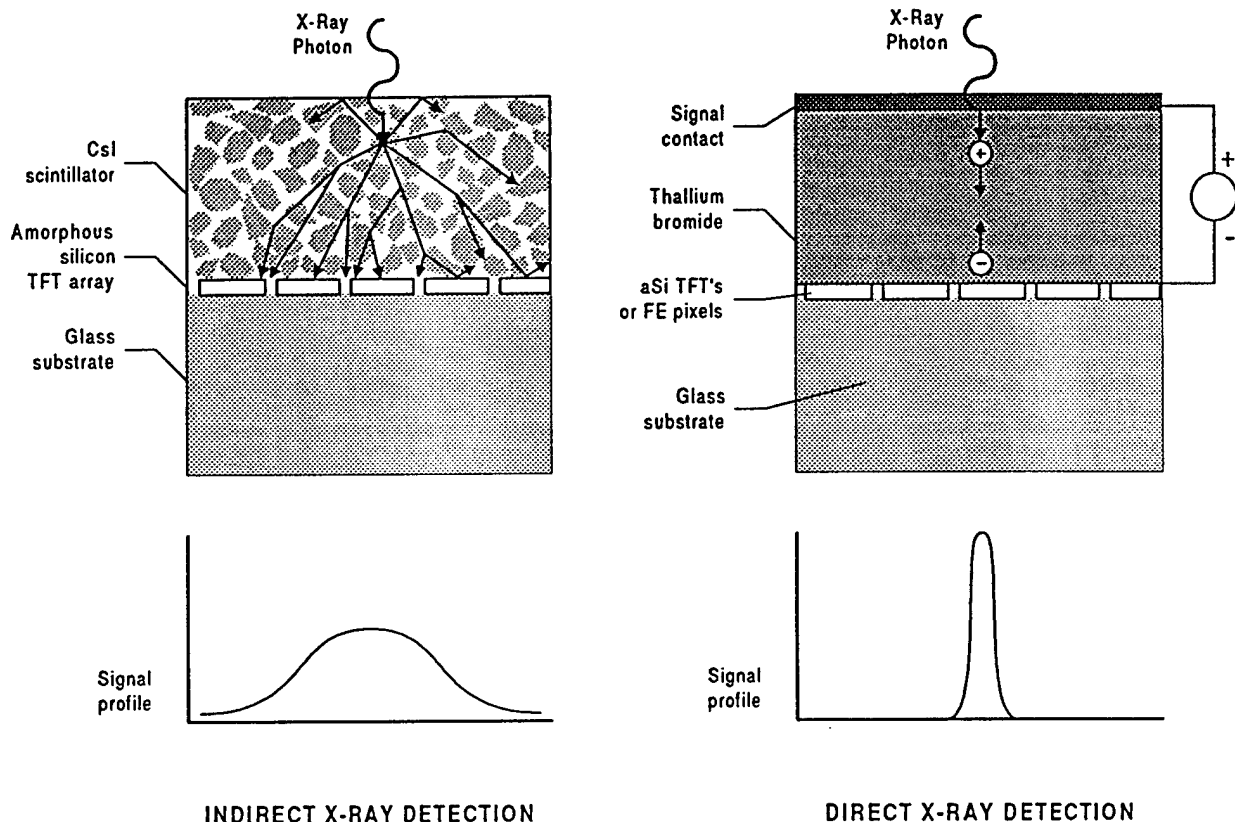 X-Ray
Photon
CsI
scintillator
Amorphous
silicon
TFT array
Glass
substrate
Signal
profile
INDIRECT X-RAY DETECTION
X-Ray
Photon
Signal
contact
+
Thallium
bromide
+
-
−
aSi TFT's
or FE pixels
Glass
substrate
Signal
profile
DIRECT X-RAY DETECTION